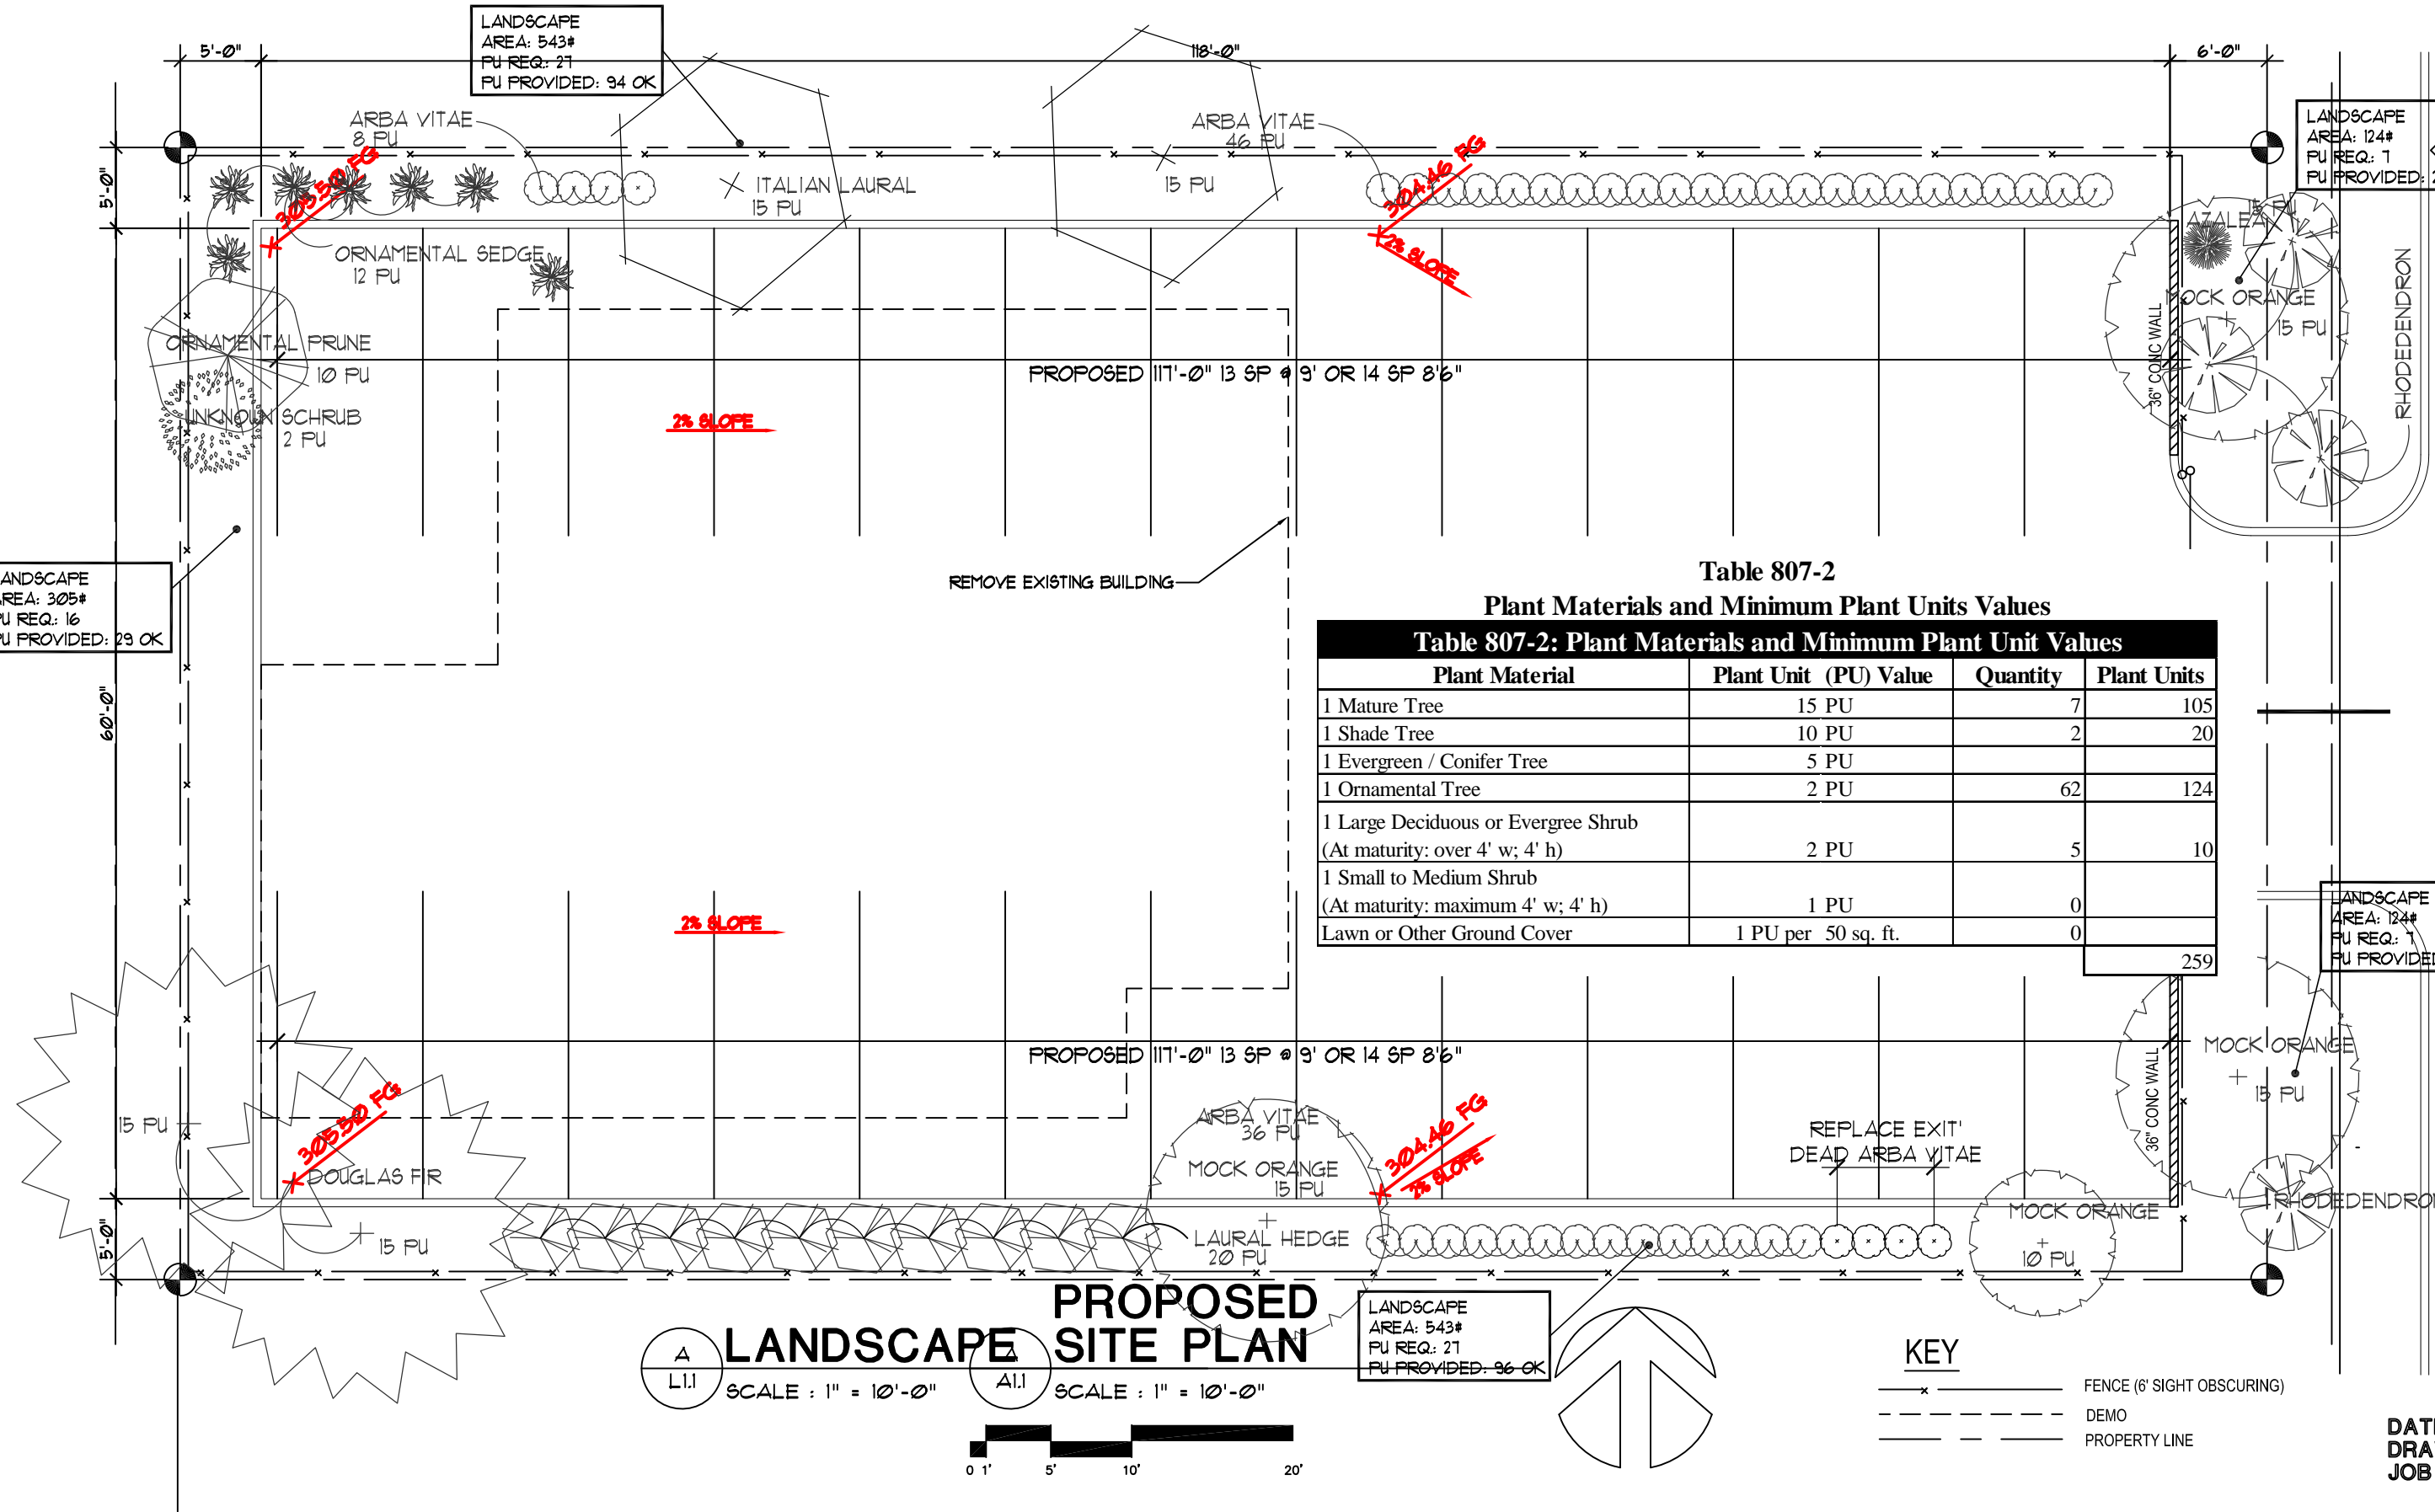 5'-0"
118'-0"
6'-0"
LANDSCAPE
AREA: 543#
PU REQ.: 27
PU PROVIDED: 94 OK
LANDSCAPE
AREA: 124#
PU REQ.: 7
PU PROVIDED:
ARBA VITAE
8 PU
ARBA VITAE
46 PU
5'-0"
305.50 FG
ITALIAN LAURAL
15 PU
15 PU
304.46 FG
2% SLOPE
15 PU
AZALEA
ORNAMENTAL SEDGE
12 PU
MOCK ORANGE
15 PU
RHODEDENDRON
36" CONC WALL
ORNAMENTAL PRUNE
10 PU
UNKNOWN SCHRUB
2 PU
PROPOSED 117'-0" 13 SP @ 9' OR 14 SP 8'6"
2% SLOPE
REMOVE EXISTING BUILDING
ANDSCAPE
AREA: 305#
PU REQ.: 16
PU PROVIDED: 29 OK
60'-0"
Table 807-2
Plant Materials and Minimum Plant Units Values
Table 807-2: Plant Materials and Minimum Plant Unit Values
Plant Material Plant Unit (PU) Value Quantity Plant Units
1 Mature Tree 15 PU 7 105
1 Shade Tree 10 PU 2 20
1 Evergreen / Conifer Tree 5 PU
1 Ornamental Tree 2 PU 62 124
1 Large Deciduous or Evergree Shrub
(At maturity: over 4' w; 4' h) 2 PU 5 10
1 Small to Medium Shrub
(At maturity: maximum 4' w; 4' h) 1 PU 0
Lawn or Other Ground Cover 1 PU per 50 sq. ft. 0
259
2% SLOPE
LANDSCAPE
AREA: 124#
PU REQ.: 7
PU PROVIDED
PROPOSED 117'-0" 13 SP @ 9' OR 14 SP 8'6"
MOCK ORANGE
15 PU
36" CONC WALL
15 PU
305.50 FG
DOUGLAS FIR
15 PU
5'-0"
ARBA VITAE
36 PU
MOCK ORANGE
15 PU
304.46 FG
2% SLOPE
REPLACE EXIT'
DEAD ARBA VITAE
LAURAL HEDGE
20 PU
MOCK ORANGE
10 PU
RHODEDENDRON
A
L1.1
LANDSCAPE
SCALE : 1" = 10'-0"
A1.1
PROPOSED
SITE PLAN
SCALE : 1" = 10'-0"
0 1' 5' 10' 20'
LANDSCAPE
AREA: 543#
PU REQ.: 27
PU PROVIDED: 96 OK
KEY
FENCE (6' SIGHT OBSCURING)
DEMO
PROPERTY LINE
JOB